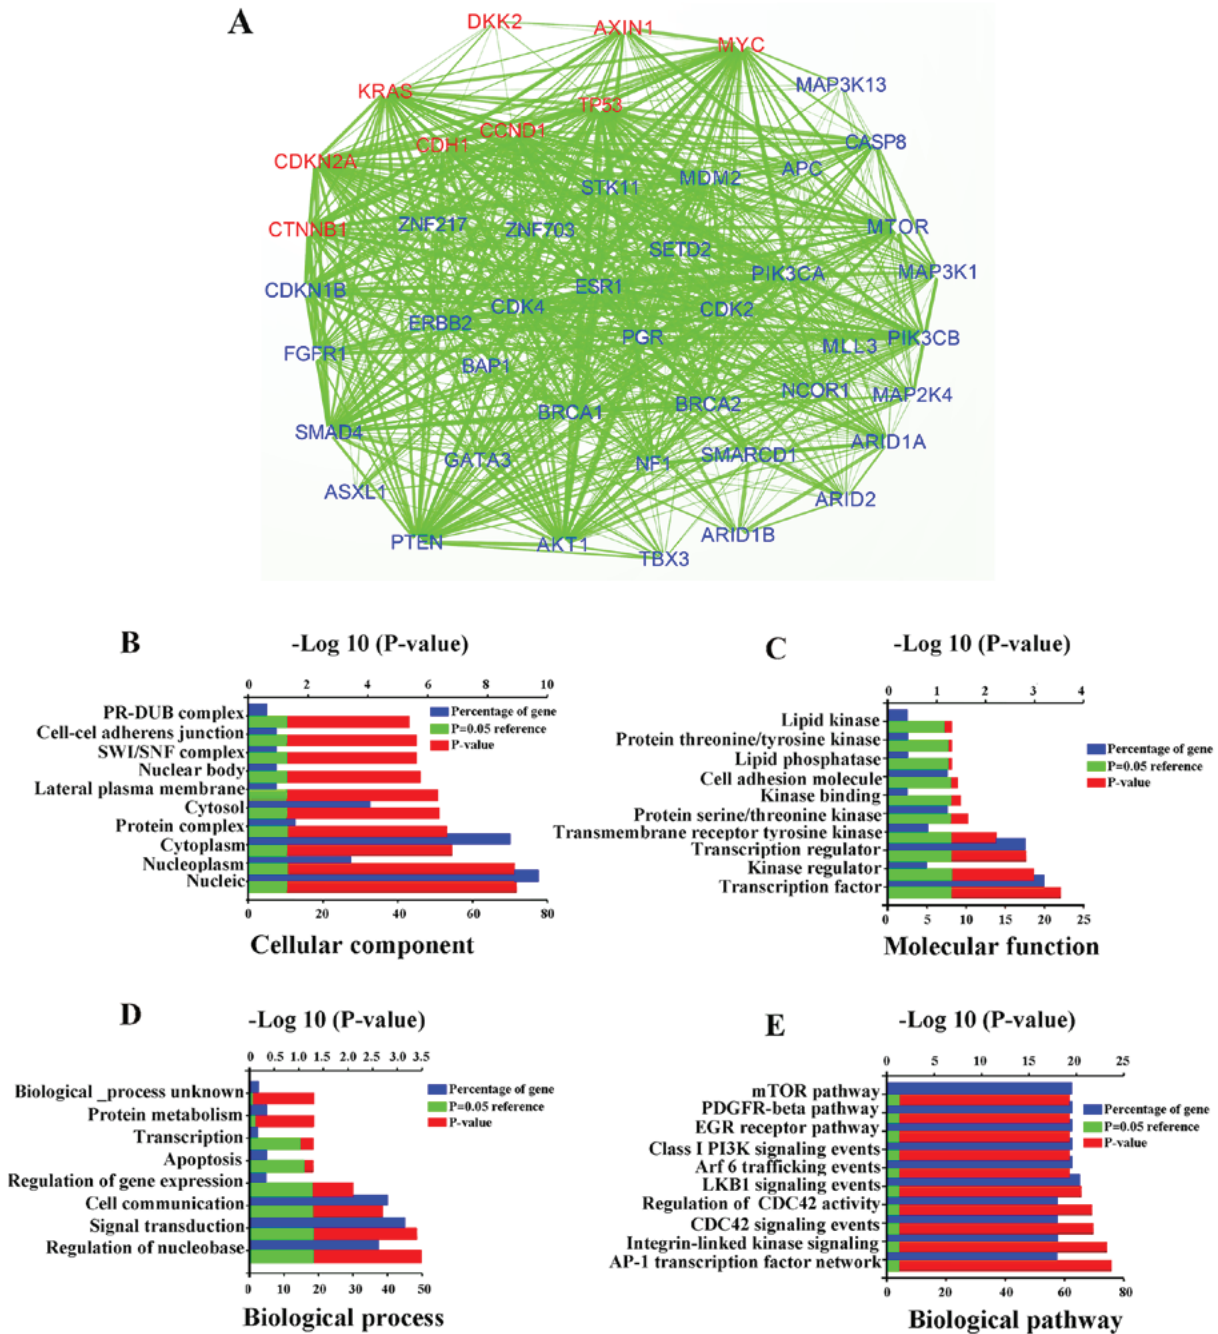 A
DKK2
AXIN1
MYC
MAP3K13
KRAS
TP53
CCND1
CDH1
CASP8
CDKN2A
APC
MDM2
STK11
CTNNB1
ZNF217
ZNF703
MTOR
SETD2
PIK3CA
MAP3K1
CDKN1B
ESR1
CDK4
CDK2
ERBB2
PGR
MLL3
PIK3CB
FGFR1
BAP1
NCOR1
MAP2K4
BRCA1
BRCA2
SMAD4
ARID1A
GATA3
NF1
SMARCD1
ASXL1
ARID2
PTEN
AKT1
ARID1B
TBX3
B
-Log 10 (P-value)
0 2 4 6 8 10
PR-DUB complex
Cell-cel adherens junction
SWI/SNF complex
Nuclear body
Lateral plasma membrane
Cytosol
Protein complex
Cytoplasm
Nucleoplasm
Nucleic
Percentage of gene
P=0.05 reference
P-value
0 20 40 60 80
Cellular component
C
-Log 10 (P-value)
0 1 2 3 4
Lipid kinase
Protein threonine/tyrosine kinase
Lipid phosphatase
Cell adhesion molecule
Kinase binding
Protein serine/threonine kinase
Transmembrane receptor tyrosine kinase
Transcription regulator
Kinase regulator
Transcription factor
Percentage of gene
P=0.05 reference
P-value
0 5 10 15 20 25
Molecular function
D
-Log 10 (P-value)
0 0.5 1.0 1.5 2.0 2.5 3.0 3.5
Biological _process unknown
Protein metabolism
Transcription
Apoptosis
Regulation of gene expression
Cell communication
Signal transduction
Regulation of nucleobase
Percentage of gene
P=0.05 reference
P-value
0 10 20 30 40 50
Biological process
E
-Log 10 (P-value)
0 5 10 15 20 25
mTOR pathway
PDGFR-beta pathway
EGR receptor pathway
Class I PI3K signaling events
Arf 6 trafficking events
LKB1 signaling events
Regulation of CDC42 activity
CDC42 signaling events
Integrin-linked kinase signaling
AP-1 transcription factor network
Percentage of gene
P=0.05 reference
P-value
0 20 40 60 80
Biological pathway